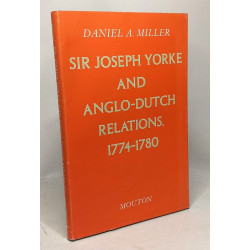 DANIEL A. MILLER
SIR JOSEPH YORKE
AND
ANGLO-DUTCH
RELATIONS,
1774-1780
MOUTON